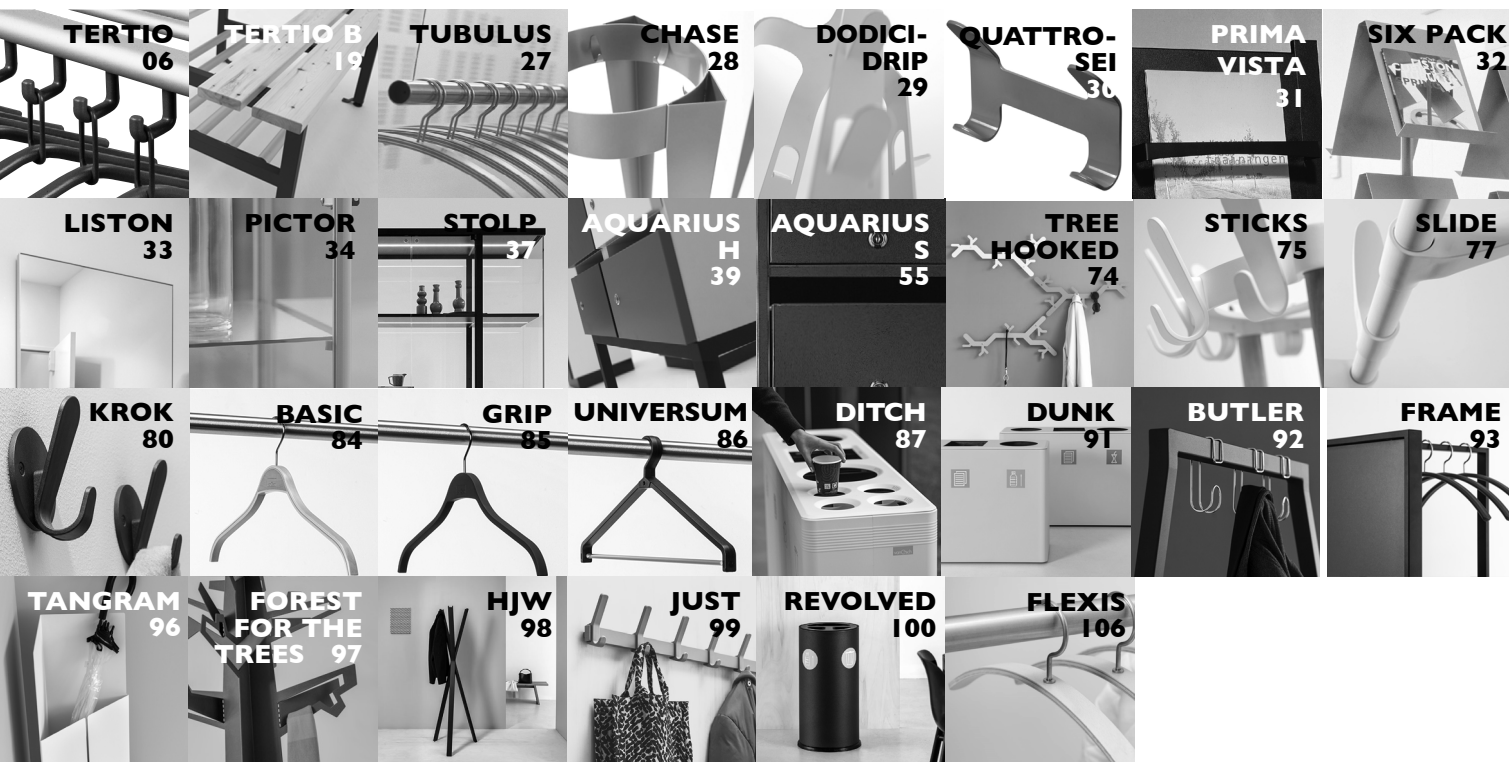 TERTIO
06
TERTIO B
19
TUBULUS
27
CHASE
28
DODICI-
DRIP
29
QUATTRO-
SEI
30
PRIMA
VISTA
31
trainingen
SIX PACK
32
LISTON
33
PICTOR
34
STOLP
37
AQUARIUS
H
39
AQUARIUS
S
55
TREE
HOOKED
74
STICKS
75
SLIDE
77
KROK
80
BASIC
84
GRIP
85
UNIVERSUM
86
DITCH
87
DUNK
91
BUTLER
92
FRAME
93
TANGRAM
96
FOREST
FOR THE
TREES 97
HJW
98
JUST
99
REVOLVED
100
FLEXIS
106